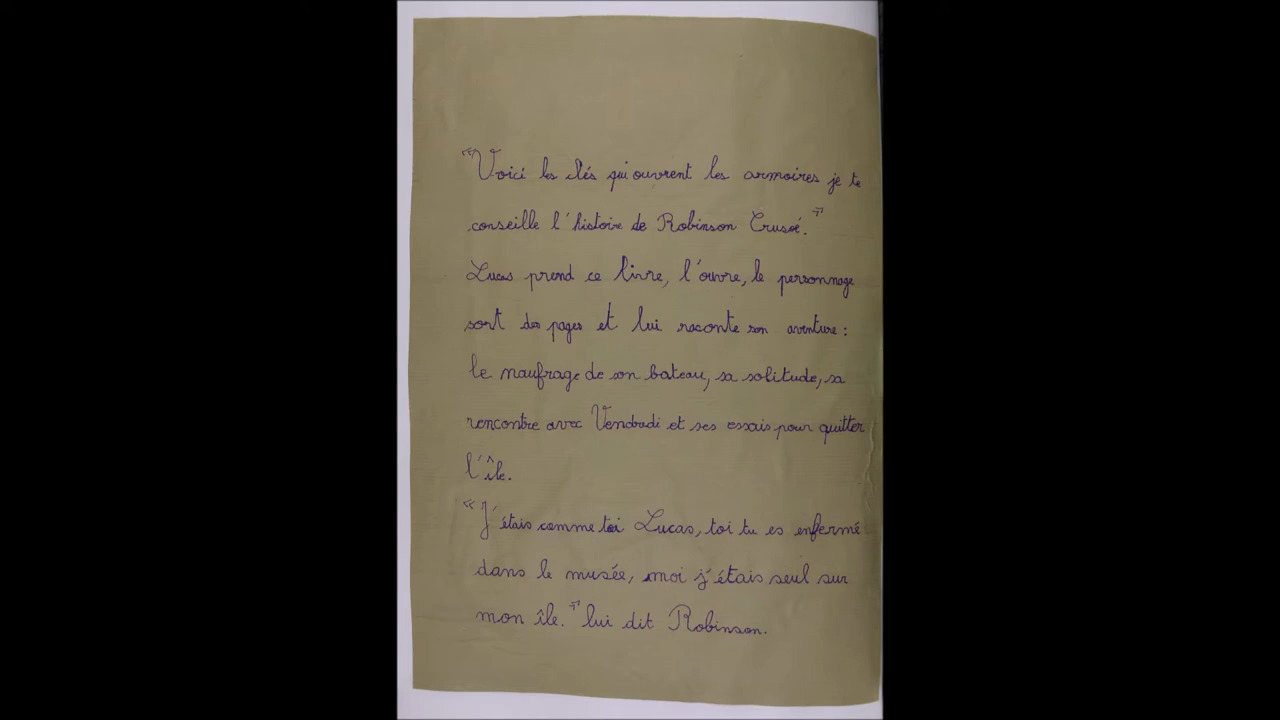 « Voici les clés qui ouvrent les armoires je te
conseille l'histoire de Robinson Crusoé. »
Lucas prend ce livre, l'ouvre, le personnage
sort des pages et lui raconte son aventure :
le naufrage de son bateau, sa solitude, sa
rencontre avec Vendredi et ses essais pour quitter
l'île.
« J'étais comme toi Lucas, toi tu es enfermé
dans le musée, moi j'étais seul sur
mon île. » lui dit Robinson.